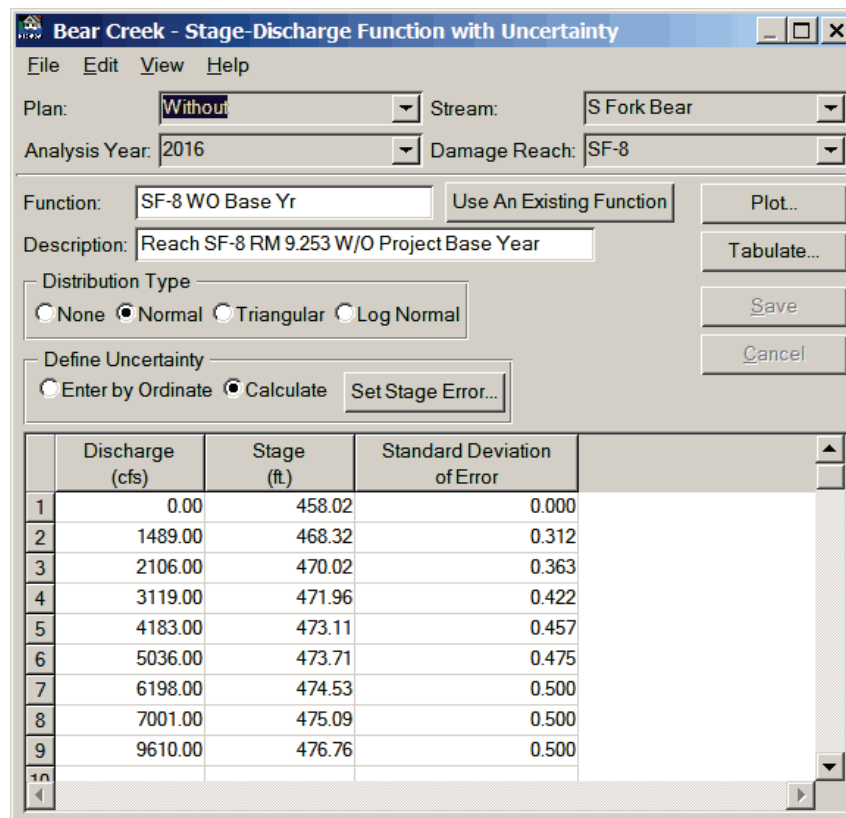 Bear Creek - Stage-Discharge Function with Uncertainty
File Edit View Help
Plan: Without Stream: S Fork Bear
Analysis Year: 2016 Damage Reach: SF-8
Function: SF-8 WO Base Yr Use An Existing Function Plot...
Description: Reach SF-8 RM 9.253 W/O Project Base Year Tabulate...
Distribution Type
None Normal Triangular Log Normal Save
Define Uncertainty Cancel
Enter by Ordinate Calculate Set Stage Error...
Discharge Stage Standard Deviation
(cfs) (ft.) of Error
1 0.00 458.02 0.000
2 1489.00 468.32 0.312
3 2106.00 470.02 0.363
4 3119.00 471.96 0.422
5 4183.00 473.11 0.457
6 5036.00 473.71 0.475
7 6198.00 474.53 0.500
8 7001.00 475.09 0.500
9 9610.00 476.76 0.500
10